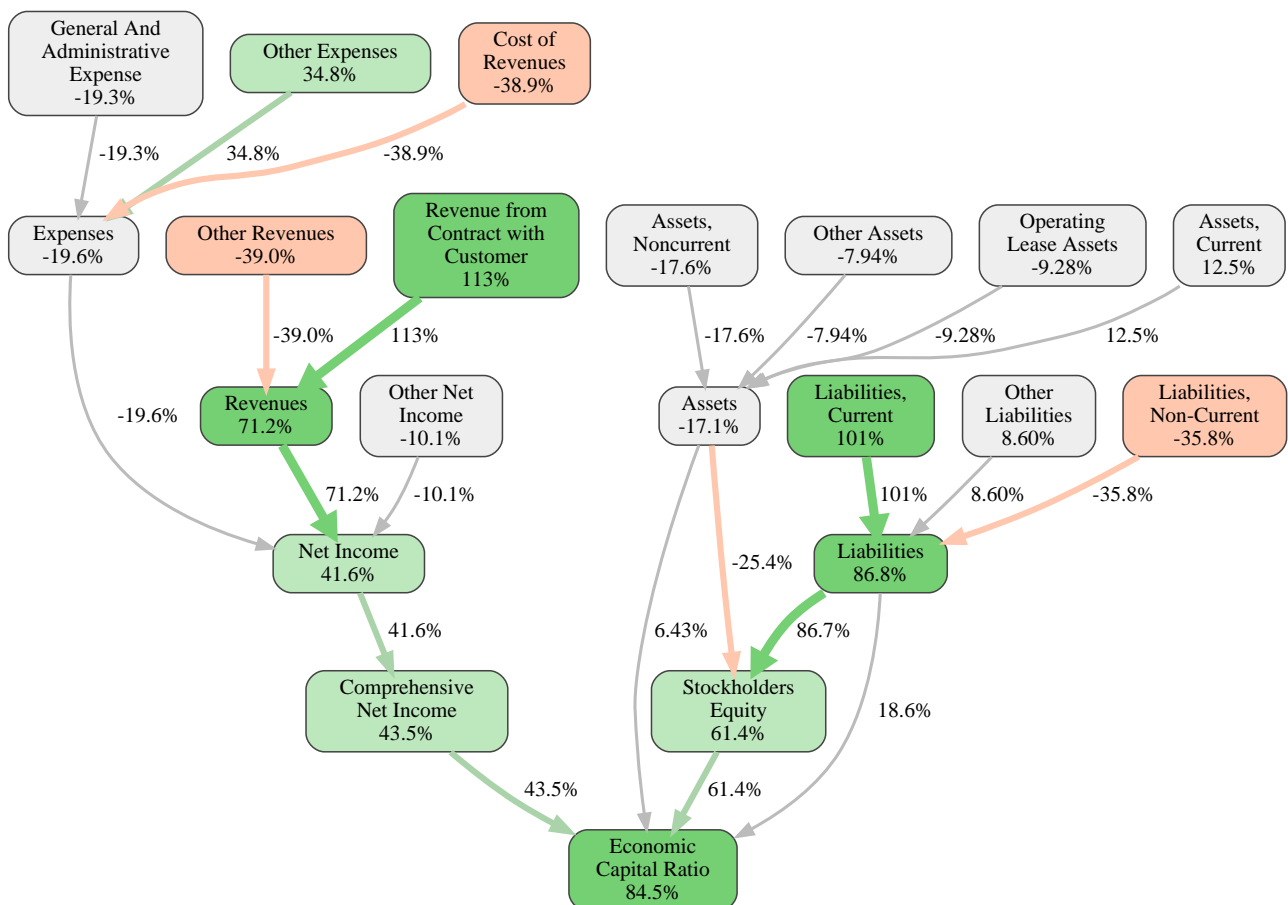 General And
Administrative
Expense
-19.3%
Other Expenses
34.8%
Cost of
Revenues
-38.9%
-19.3%
34.8%
-38.9%
Expenses
-19.6%
Other Revenues
-39.0%
Revenue from
Contract with
Customer
113%
Assets,
Noncurrent
-17.6%
Other Assets
-7.94%
Operating
Lease Assets
-9.28%
Assets,
Current
12.5%
-39.0%
113%
-17.6%
-7.94%
-9.28%
12.5%
-19.6%
Revenues
71.2%
Other Net
Income
-10.1%
Assets
-17.1%
Liabilities,
Current
101%
Other
Liabilities
8.60%
Liabilities,
Non-Current
-35.8%
71.2%
-10.1%
101%
8.60%
-35.8%
Net Income
41.6%
-25.4%
Liabilities
86.8%
41.6%
6.43%
86.7%
Comprehensive
Net Income
43.5%
Stockholders
Equity
61.4%
18.6%
43.5%
61.4%
Economic
Capital Ratio
84.5%